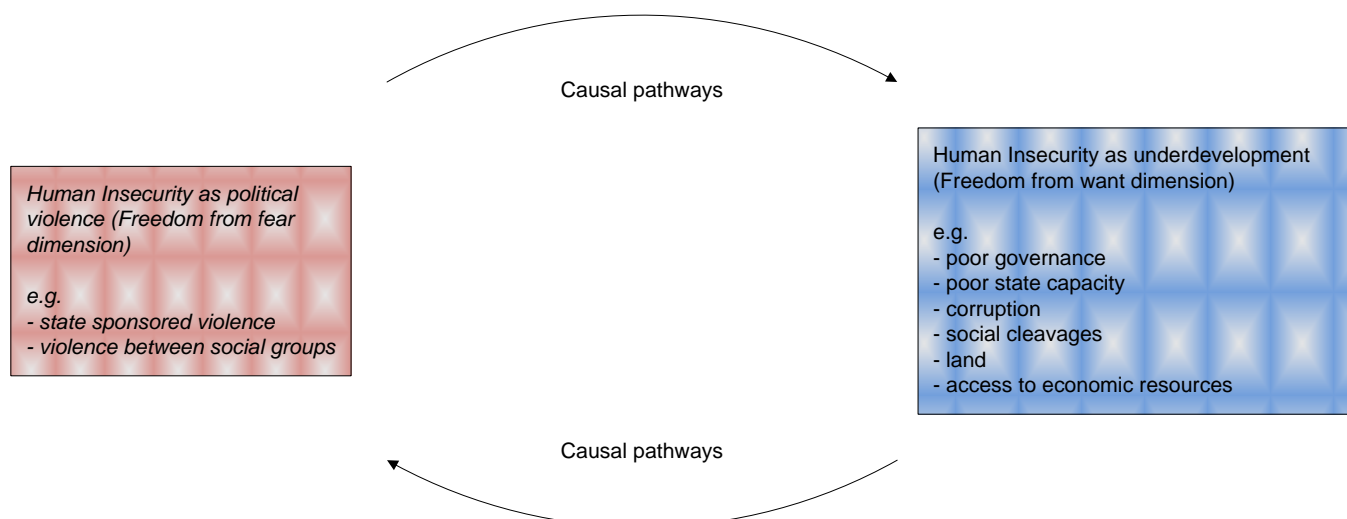 Causal pathways
Human Insecurity as political
violence (Freedom from fear
dimension)
e.g.
- state sponsored violence
- violence between social groups
Human Insecurity as underdevelopment
(Freedom from want dimension)
e.g.
- poor governance
- poor state capacity
- corruption
- social cleavages
- land
- access to economic resources
Causal pathways